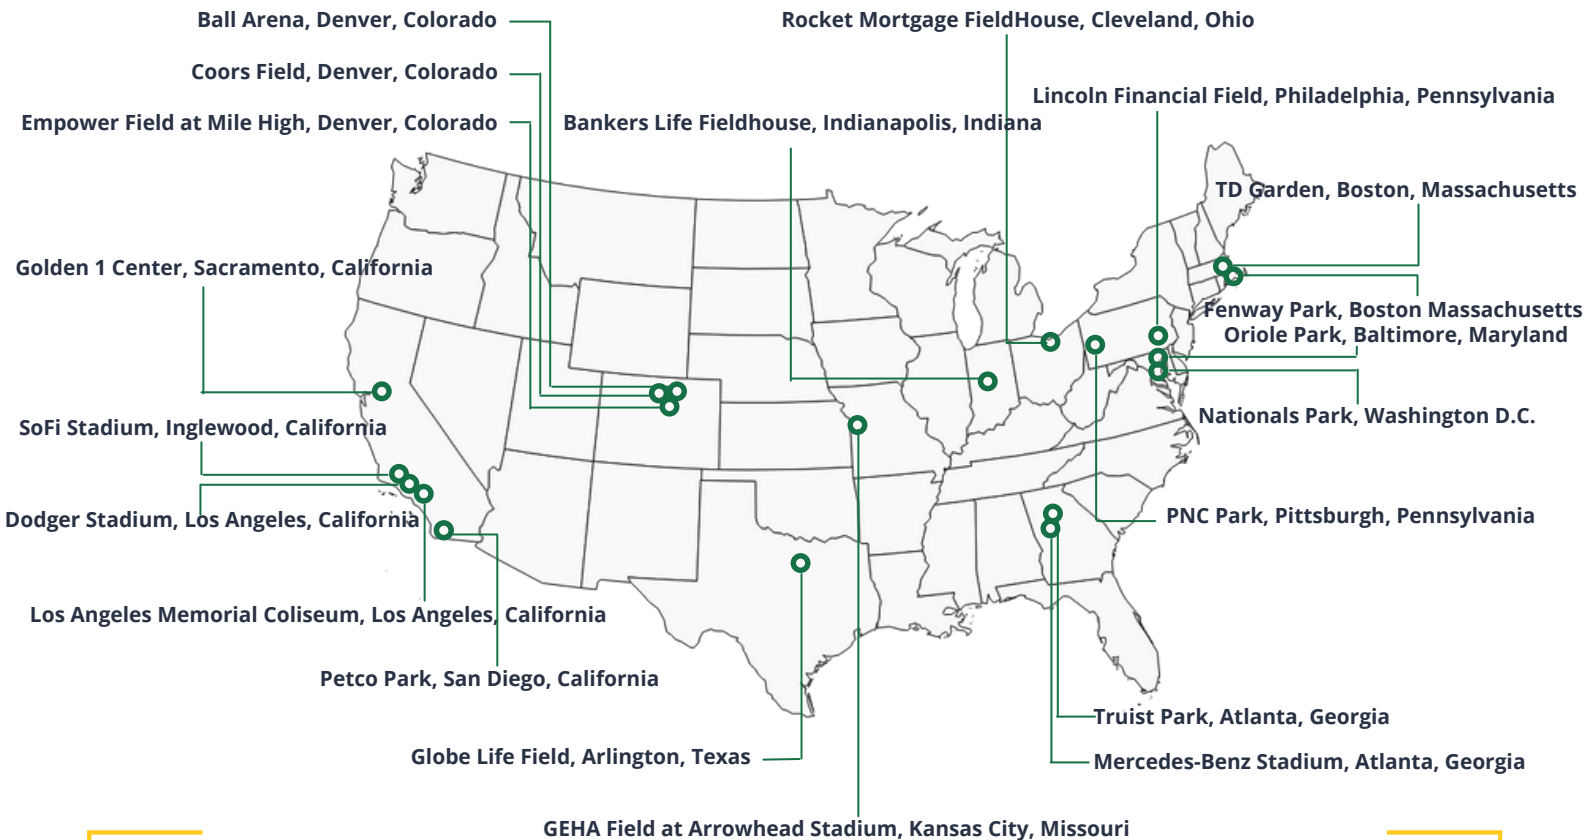 Ball Arena, Denver, Colorado
Rocket Mortgage FieldHouse, Cleveland, Ohio
Coors Field, Denver, Colorado
Lincoln Financial Field, Philadelphia, Pennsylvania
Empower Field at Mile High, Denver, Colorado
Bankers Life Fieldhouse, Indianapolis, Indiana
TD Garden, Boston, Massachusetts
Golden 1 Center, Sacramento, California
Fenway Park, Boston Massachusetts
Oriole Park, Baltimore, Maryland
Nationals Park, Washington D.C.
SoFi Stadium, Inglewood, California
Dodger Stadium, Los Angeles, California
PNC Park, Pittsburgh, Pennsylvania
Los Angeles Memorial Coliseum, Los Angeles, California
Petco Park, San Diego, California
Truist Park, Atlanta, Georgia
Globe Life Field, Arlington, Texas
Mercedes-Benz Stadium, Atlanta, Georgia
GEHA Field at Arrowhead Stadium, Kansas City, Missouri